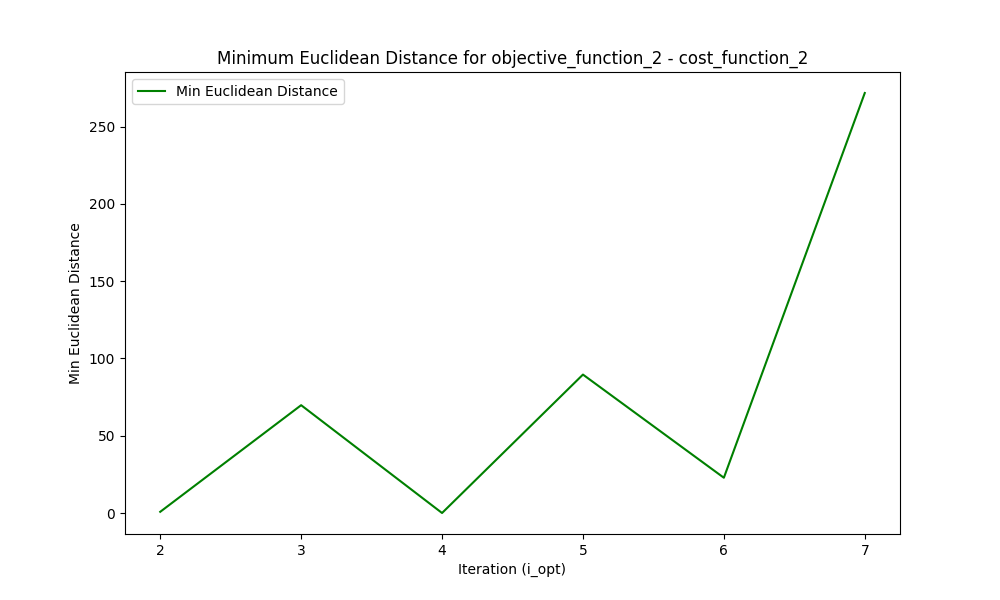 Minimum Euclidean Distance for objective_function_2 - cost_function_2
Min Euclidean Distance
250
200
150
100
50
0
Min Euclidean Distance
2 3 4 5 6 7
Iteration (i_opt)